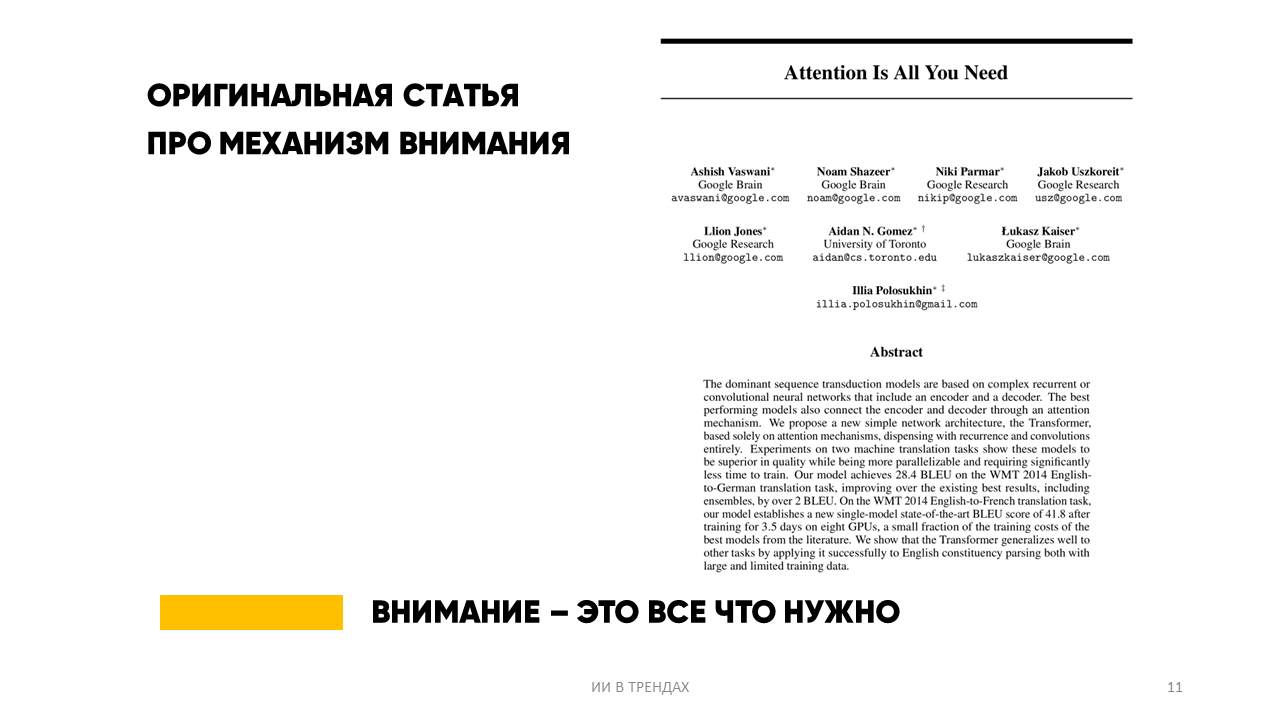 ОРИГИНАЛЬНАЯ СТАТЬЯ
ПРО МЕХАНИЗМ ВНИМАНИЯ
Attention Is All You Need
Ashish Vaswani* Noam Shazeer* Niki Parmar* Jakob Uszkoreit*
Google Brain Google Brain Google Research Google Research
avaswani@google.com noam@google.com nikip@google.com usz@google.com
Llion Jones* Aidan N. Gomez* † Łukasz Kaiser*
Google Research University of Toronto Google Brain
llion@google.com aidan@cs.toronto.edu lukaszkaiser@google.com
Illia Polosukhin* ‡
illia.polosukhin@gmail.com
Abstract
The dominant sequence transduction models are based on complex recurrent or
convolutional neural networks that include an encoder and a decoder. The best
performing models also connect the encoder and decoder through an attention
mechanism. We propose a new simple network architecture, the Transformer,
based solely on attention mechanisms, dispensing with recurrence and convolutions
entirely. Experiments on two machine translation tasks show these models to
be superior in quality while being more parallelizable and requiring significantly
less time to train. Our model achieves 28.4 BLEU on the WMT 2014 English-
to-German translation task, improving over the existing best results, including
ensembles, by over 2 BLEU. On the WMT 2014 English-to-French translation task,
our model establishes a new single-model state-of-the-art BLEU score of 41.8 after
training for 3.5 days on eight GPUs, a small fraction of the training costs of the
best models from the literature. We show that the Transformer generalizes well to
other tasks by applying it successfully to English constituency parsing both with
large and limited training data.
ВНИМАНИЕ – ЭТО ВСЕ ЧТО НУЖНО
ИИ В ТРЕНДАХ
11